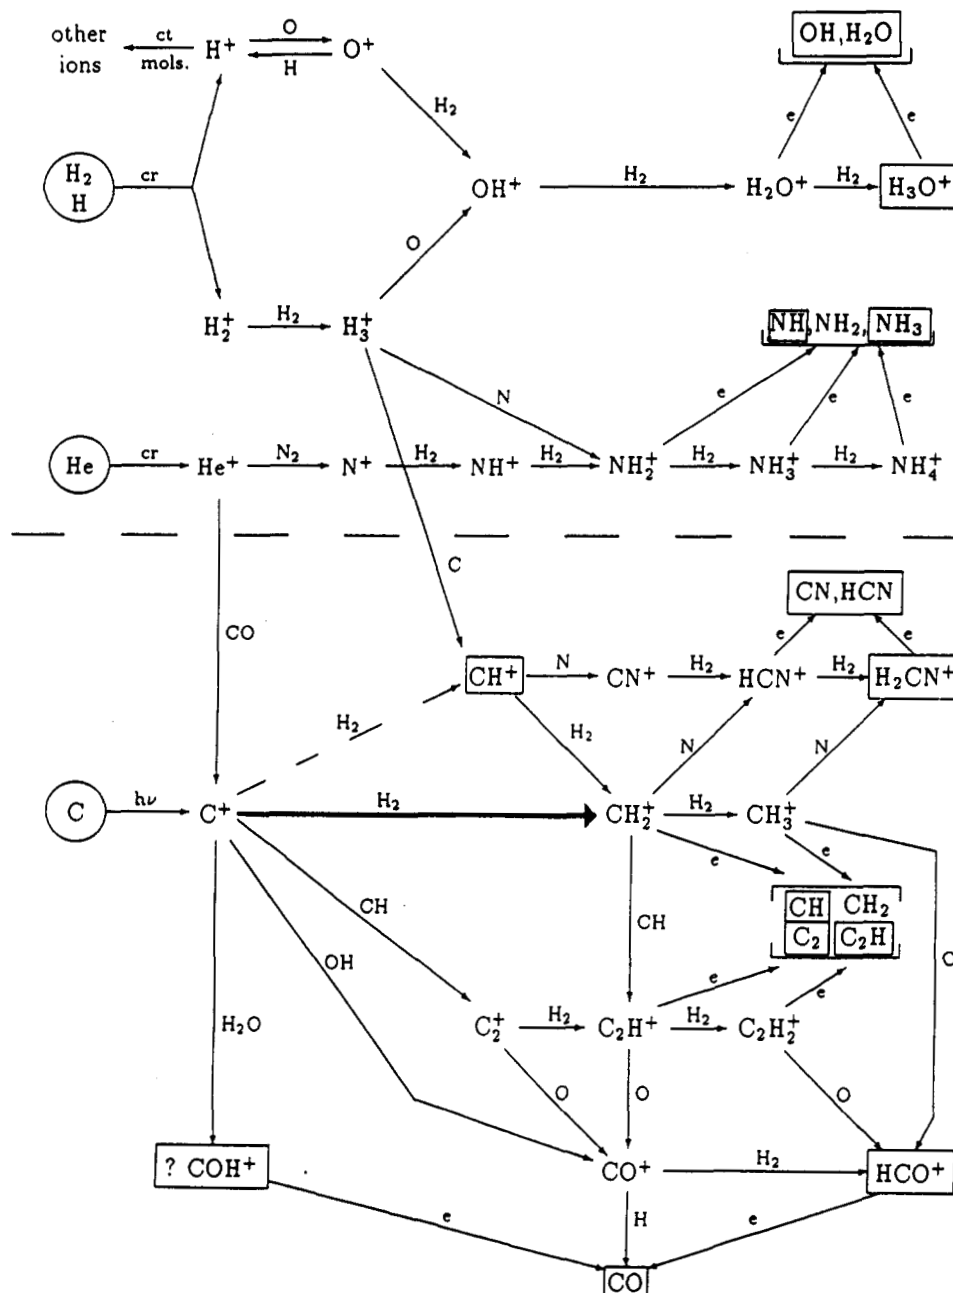 other ions
ct
mols.
H⁺
O
H
O⁺
OH,H₂O
H₂
e
e
H₂
H
cr
OH⁺
H₂
H₂O⁺
H₂
H₃O⁺
O
H₂⁺
H₂
H₃⁺
NH,NH₂,NH₃
N
e
e
e
He
cr
He⁺
N₂
N⁺
H₂
NH⁺
H₂
NH₂⁺
H₂
NH₃⁺
H₂
NH₄⁺
C
CN,HCN
CO
e
e
CH⁺
N
CN⁺
H₂
HCN⁺
H₂
H₂CN⁺
H₂
H₂
N
N
C
hν
C⁺
H₂
CH₂⁺
H₂
CH₃⁺
e
e
CH
CH
CH CH₂
C₂ C₂H
OH
O
e
e
H₂O
C₂⁺
H₂
C₂H⁺
H₂
C₂H₂⁺
O
O
O
? COH⁺
CO⁺
H₂
HCO⁺
e
H
e
CO